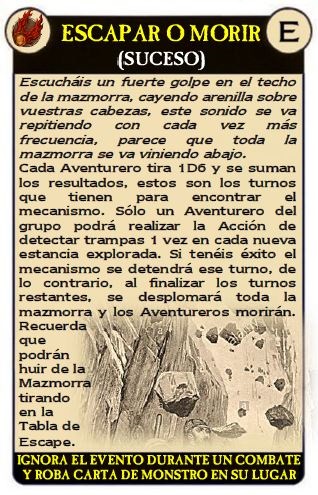 ESCAPAR O MORIR
E
(SUCESO)
Escucháis un fuerte golpe en el techo
de la mazmorra, cayendo arenilla sobre
vuestras cabezas, este sonido se va
repitiendo con cada vez más
frecuencia, parece que toda la
mazmorra se va viniendo abajo.
Cada Aventurero tira 1D6 y se suman
los resultados, estos son los turnos
que tienen para encontrar el
mecanismo. Sólo un Aventurero del
grupo podrá realizar la Acción de
detectar trampas 1 vez en cada nueva
estancia explorada. Si tenéis éxito el
mecanismo se detendrá ese turno, de
lo contrario, al finalizar los turnos
restantes, se desplomará toda la
mazmorra y los Aventureros morirán.
Recuerda
que
podrán
huir de la
Mazmorra
tirando
en la
Tabla de
Escape.
IGNORA EL EVENTO DURANTE UN COMBATE
Y ROBA CARTA DE MONSTRO EN SU LUGAR